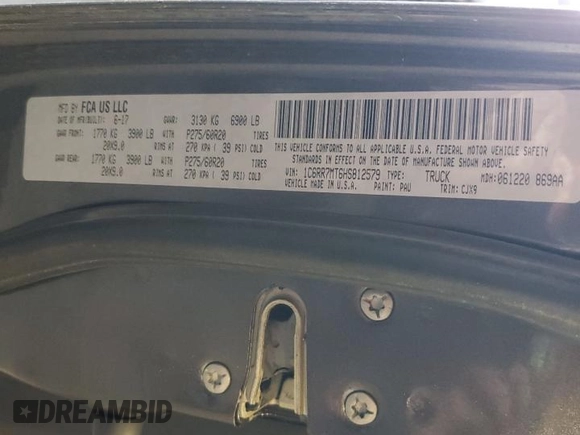 MFD BY FCA US LLC
DATE OF MFR(BUILT): 6-17 GVWR: 3130 KG 6900 LB
GAWR FRONT: 1770 KG 3900 LB WITH P275/60R20 TIRES
20X9.0 RIMS AT 270 KPA( 39 PSI)COLD
GAWR REAR: 1770 KG 3900 LB WITH P275/60R20 TIRES
20X9.0 RIMS AT 270 KPA( 39 PSI)COLD
THIS VEHICLE CONFORMS TO ALL APPLICABLE U.S.A. FEDERAL MOTOR VEHICLE SAFETY
STANDARDS IN EFFECT ON THE DATE OF MANUFACTURE SHOWN ABOVE.
VIN: 1C6RR7MT6HS812579 TYPE: TRUCK MDH:061220 869AA
VEHICLE MADE IN U.S.A. PAINT: PAU TRIM: CJX9
DREAMBID